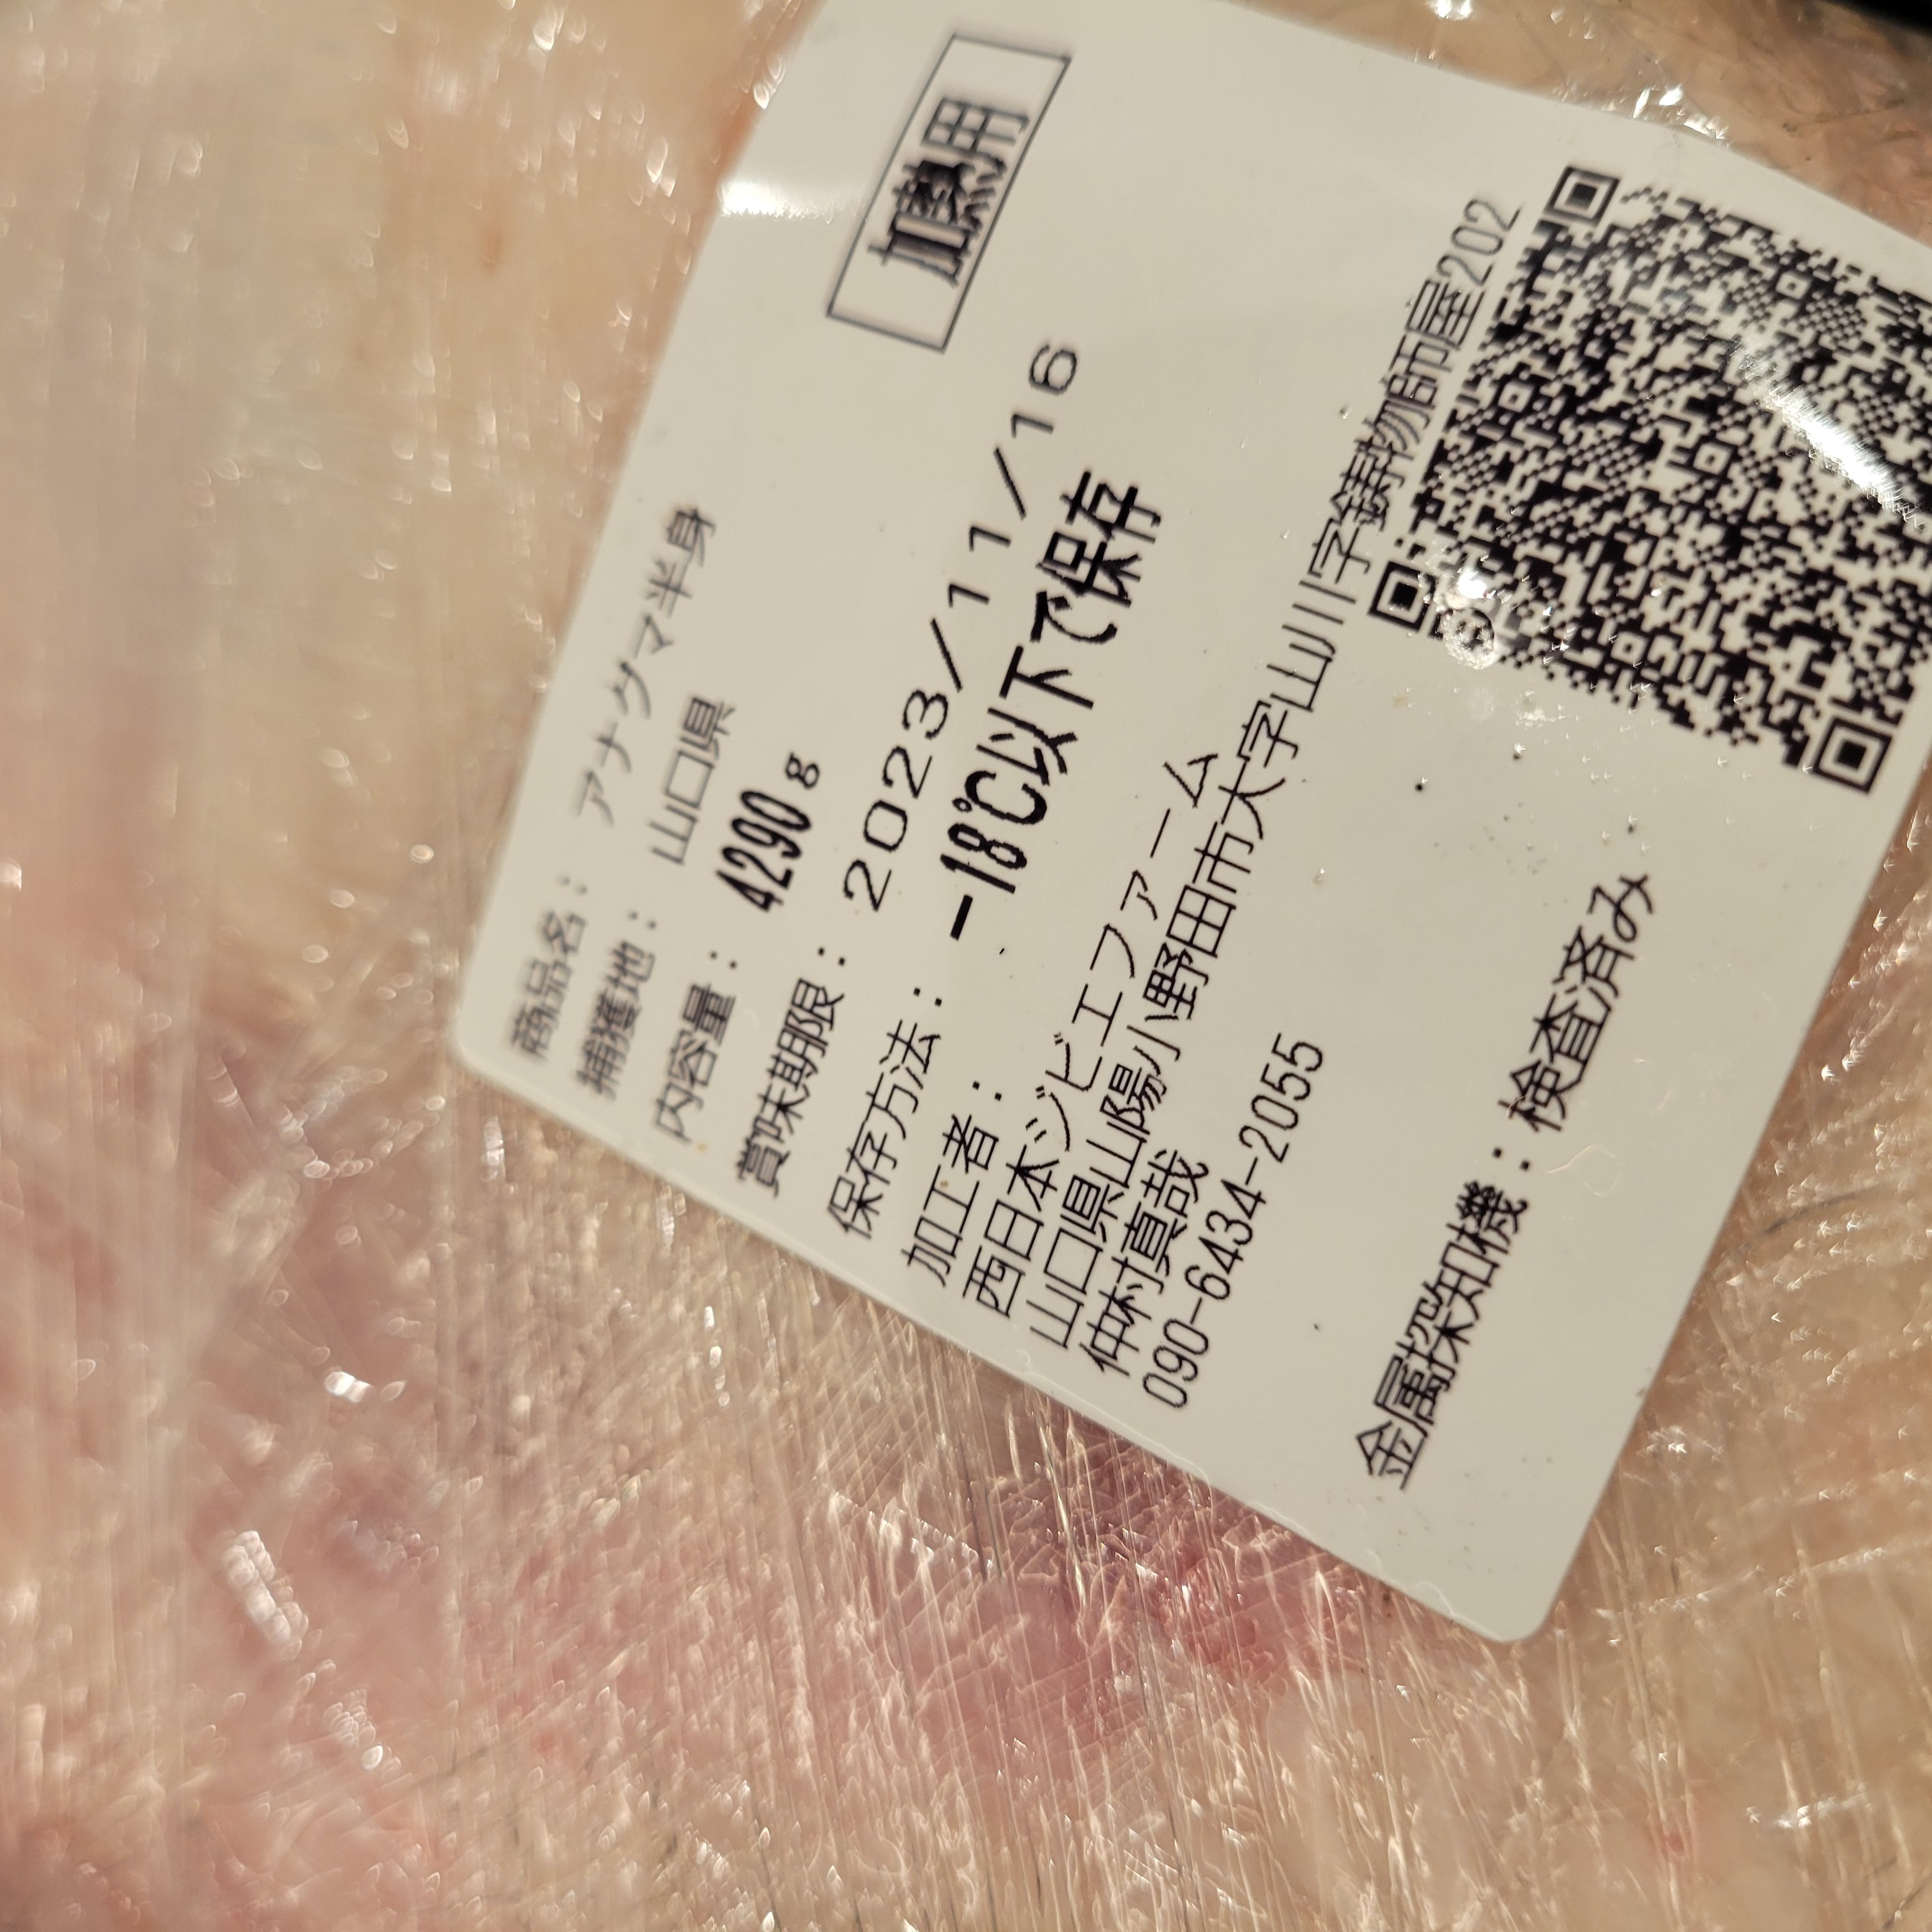 加熱用
商品名： アナグマ半身
捕獲地： 山口県
内容量： 4290g
賞味期限： 2023/11/16
保存方法： -18℃以下で保存
加工者：
西日本ジビエファーム
山口県山陽小野田市大字山川字鋳物師屋202
仲村真哉
090-6434-2055
金属探知機：検査済み